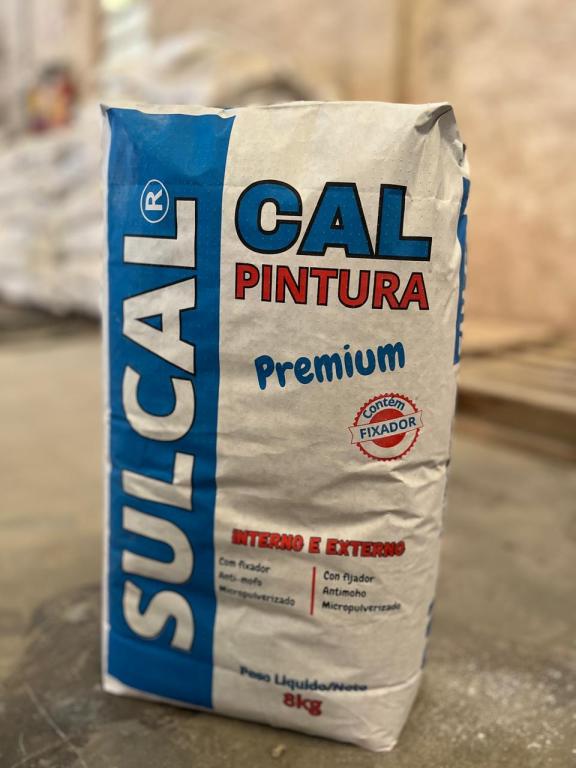 SULCAL®
CAL
PINTURA
Premium
Contém
FIXADOR
INTERNO E EXTERNO
Com fixador
Anti-mofo
Micropulverizado
Con fijador
Antimoho
Micropulverizado
Peso Líquido/Neto
8kg